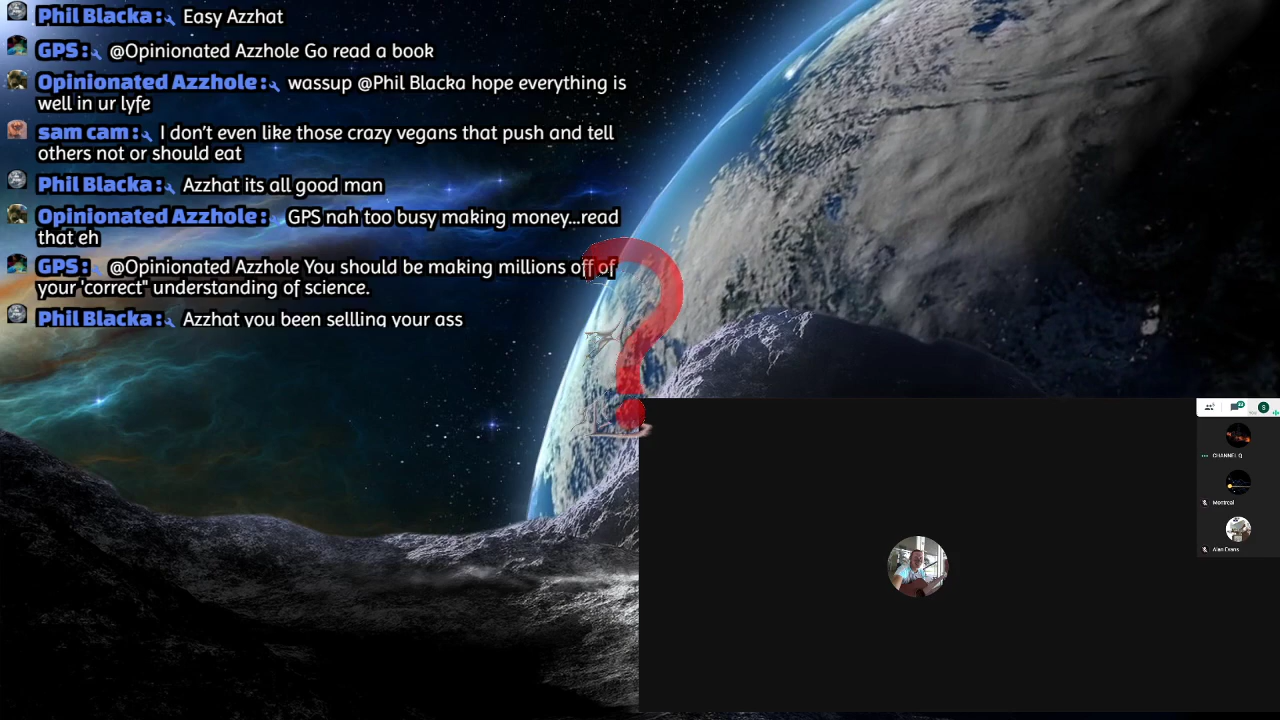 Phil Blacka: Easy Azzhat
GPS: @Opinionated Azzhole Go read a book
Opinionated Azzhole: wassup @Phil Blacka hope everything is
well in ur lyfe
sam cam: I don't even like those crazy vegans that push and tell
others not or should eat
Phil Blacka: Azzhat its all good man
Opinionated Azzhole: GPS nah too busy making money...read
that eh
GPS: @Opinionated Azzhole You should be making millions off of
your 'correct" understanding of science.
Phil Blacka: Azzhat you been sellling your ass
?
You
S
CHANNEL Q
Montreal
Alan Evans